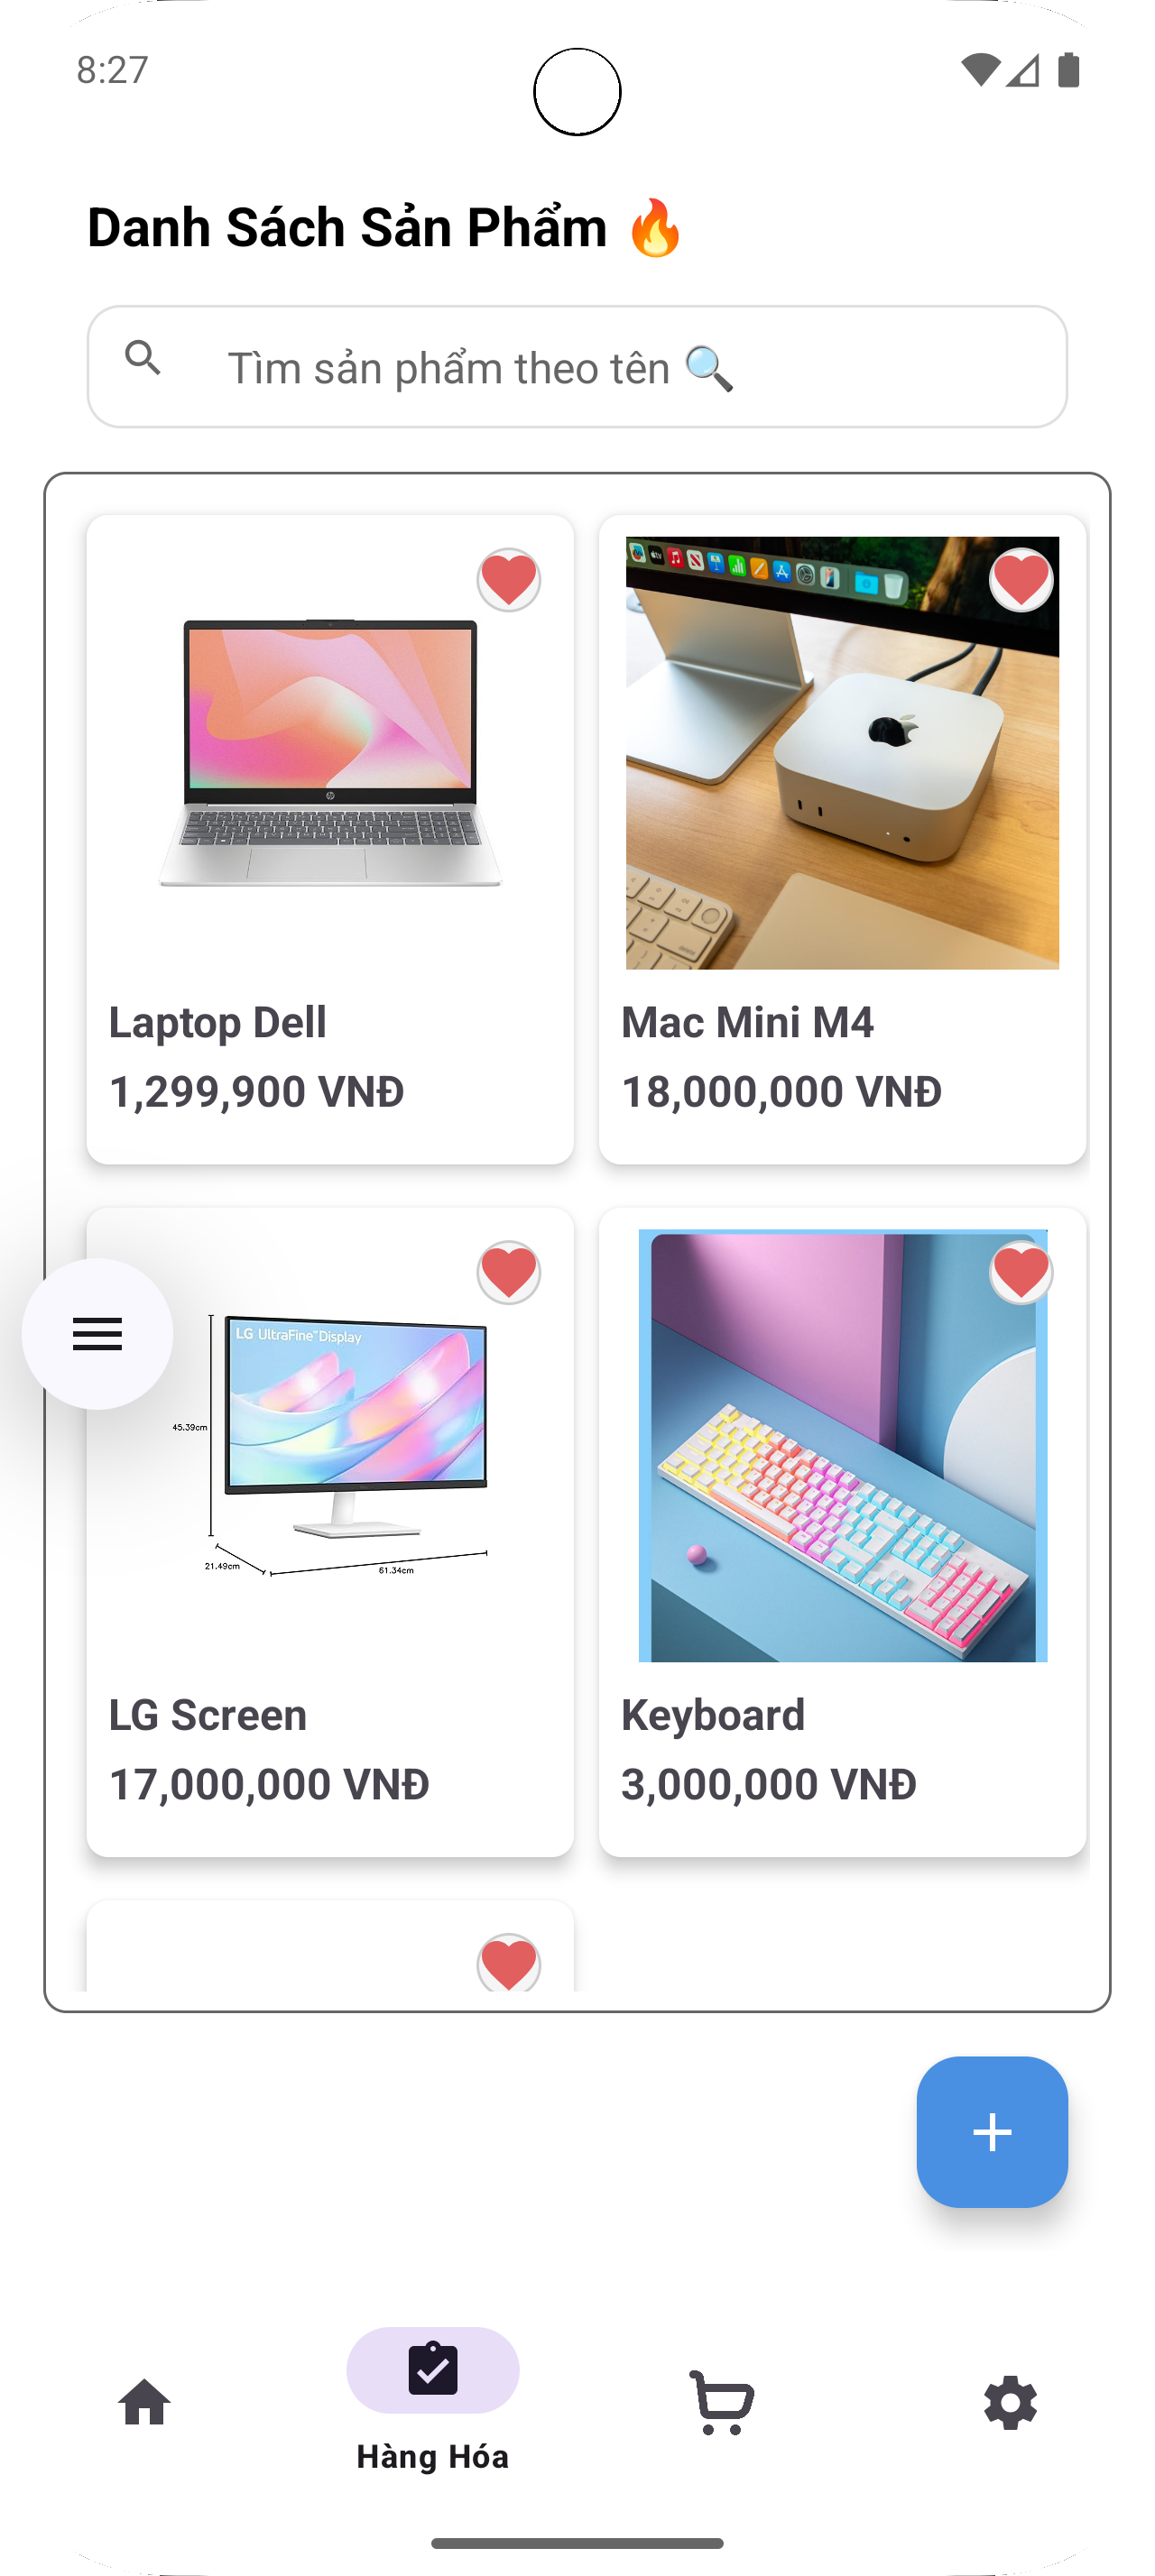 8:27
Danh Sách Sản Phẩm 🔥
Tìm sản phẩm theo tên 🔍
Laptop Dell
1,299,900 VNĐ
Mac Mini M4
18,000,000 VNĐ
LG UltraFine™ Display
45.39cm
21.49cm
61.34cm
LG Screen
17,000,000 VNĐ
Keyboard
3,000,000 VNĐ
Hàng Hóa